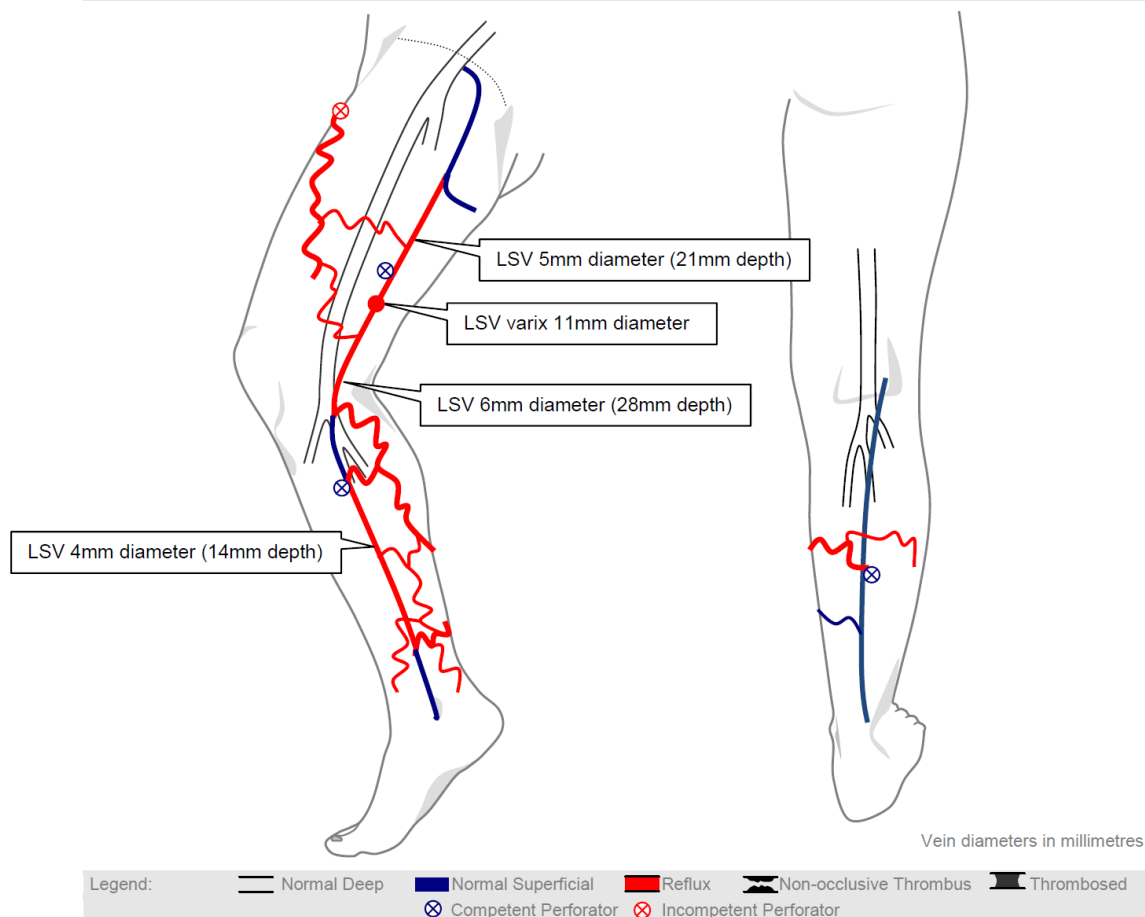 LSV 5mm diameter (21mm depth)
LSV varix 11mm diameter
LSV 6mm diameter (28mm depth)
LSV 4mm diameter (14mm depth)
Vein diameters in millimetres
Legend: Normal Deep Normal Superficial Reflux Non-occlusive Thrombus Thrombosed
Competent Perforator Incompetent Perforator